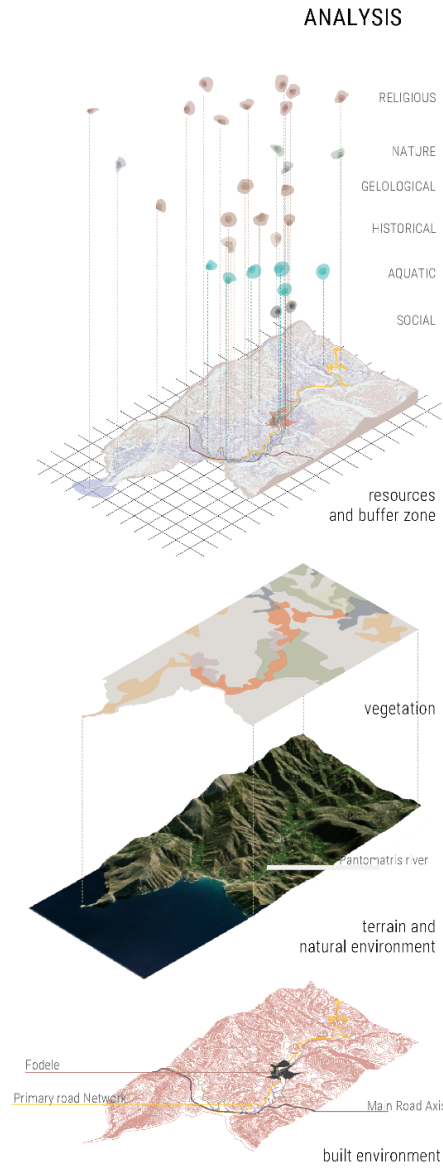 ANALYSIS
RELIGIOUS
NATURE
GELOLOGICAL
HISTORICAL
AQUATIC
SOCIAL
resources
and buffer zone
vegetation
Pantomatris river
terrain and
natural environment
Fodele
Primary road Network
Main Road Axis
built environment